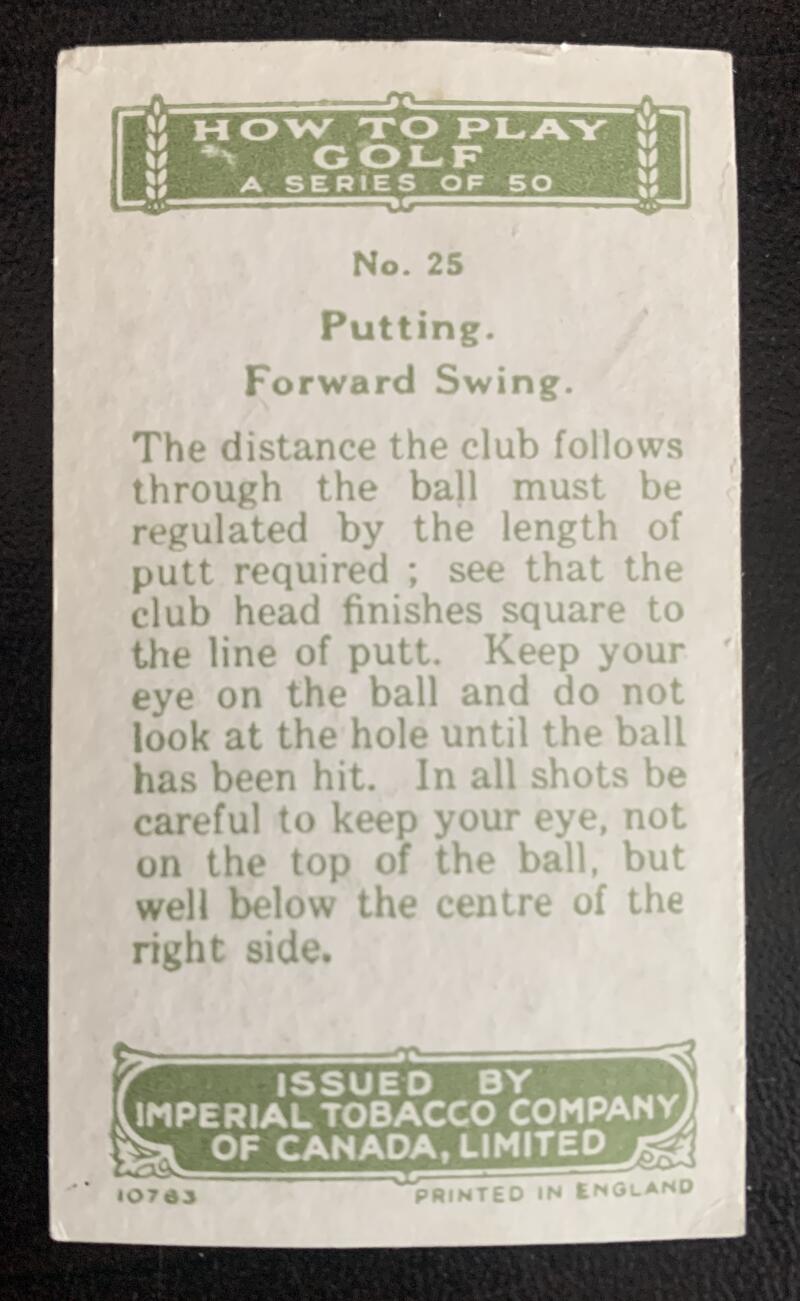 HOW TO PLAY
GOLF
A SERIES OF 50
No. 25
Putting.
Forward Swing.
The distance the club follows
through the ball must be
regulated by the length of
putt required ; see that the
club head finishes square to
the line of putt. Keep your
eye on the ball and do not
look at the hole until the ball
has been hit. In all shots be
careful to keep your eye, not
on the top of the ball, but
well below the centre of the
right side.
ISSUED BY
IMPERIAL TOBACCO COMPANY
OF CANADA, LIMITED
10763 PRINTED IN ENGLAND